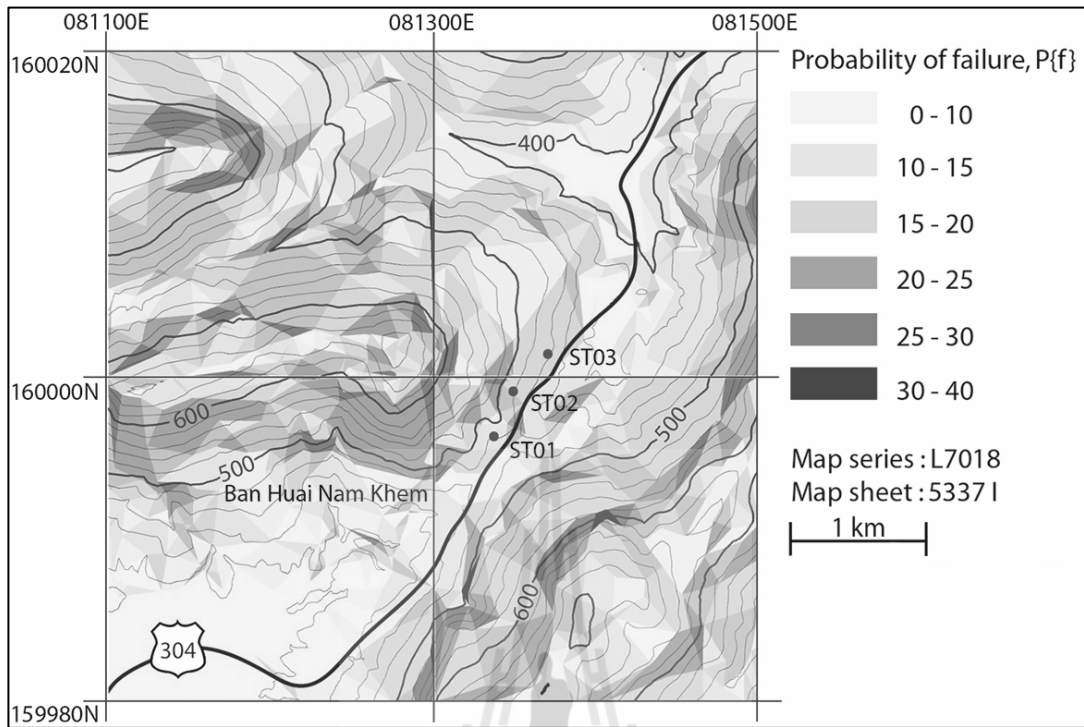 081100E 081300E 081500E
160020N
160000N
159980N
400
600
500
500
600
ST03
ST02
ST01
Ban Huai Nam Khem
304
Probability of failure, P{f}
0 - 10
10 - 15
15 - 20
20 - 25
25 - 30
30 - 40
Map series : L7018
Map sheet : 5337 I
1 km